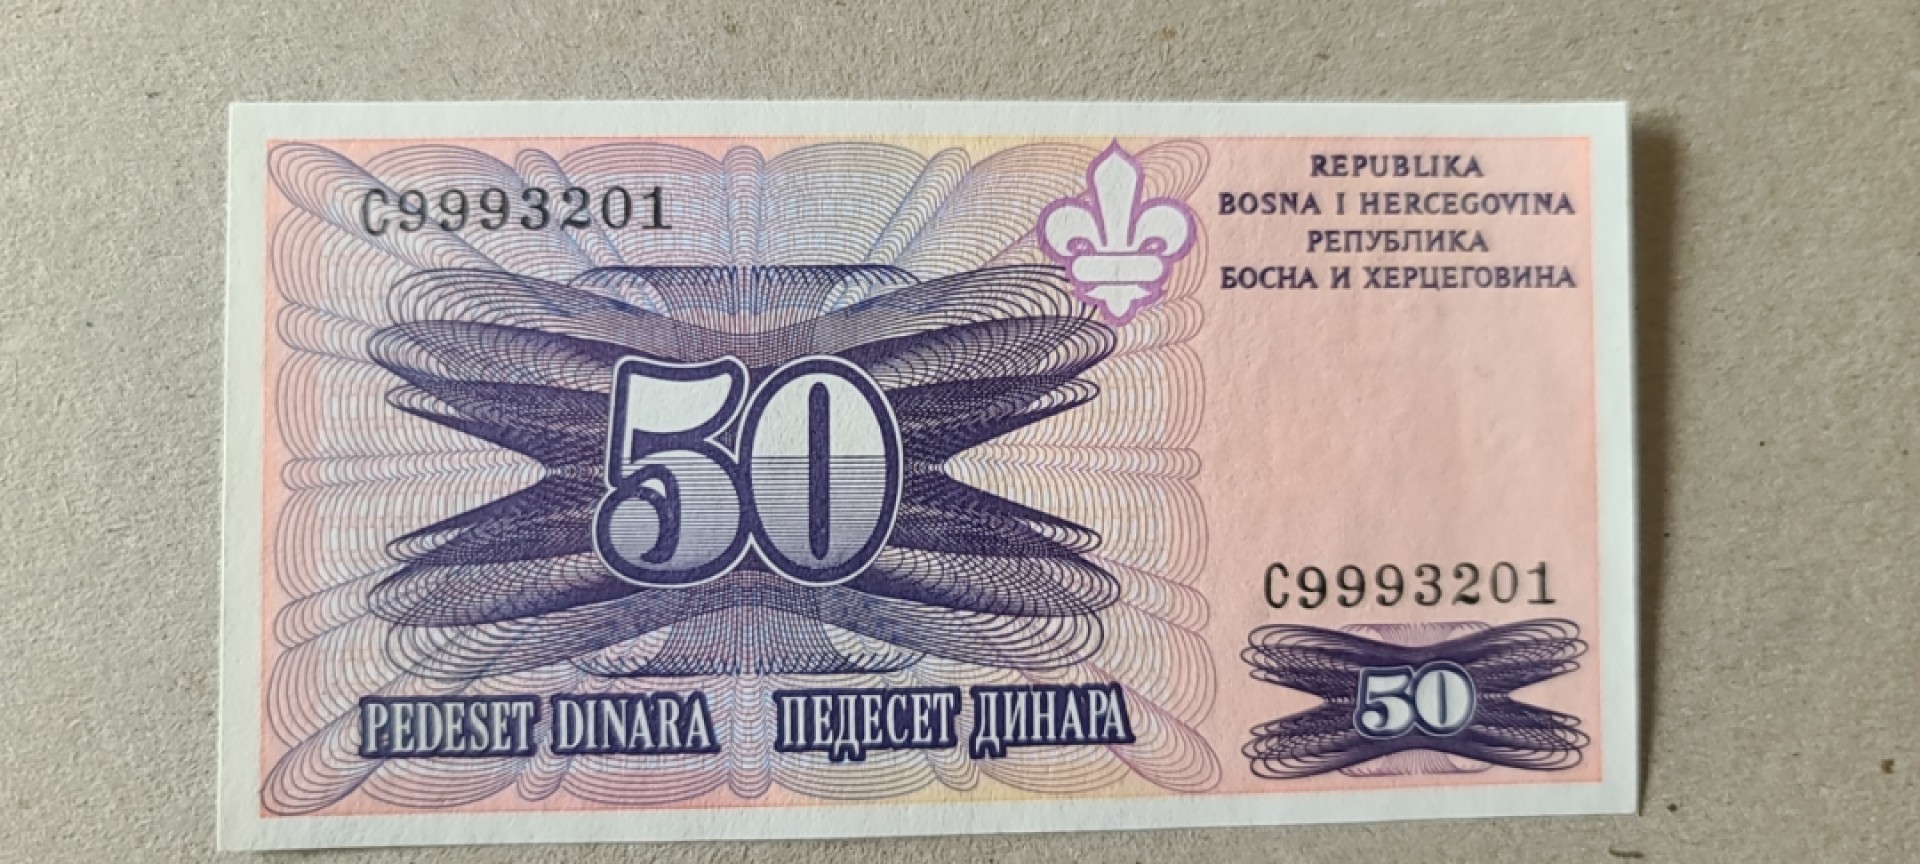 C9993201
REPUBLIKA
BOSNA I HERCEGOVINA
РЕПУБЛИКА
БОСНА И ХЕРЦЕГОВИНА
50
C9993201
50
PEDESET DINARA ПЕДЕСЕТ ДИНАРА